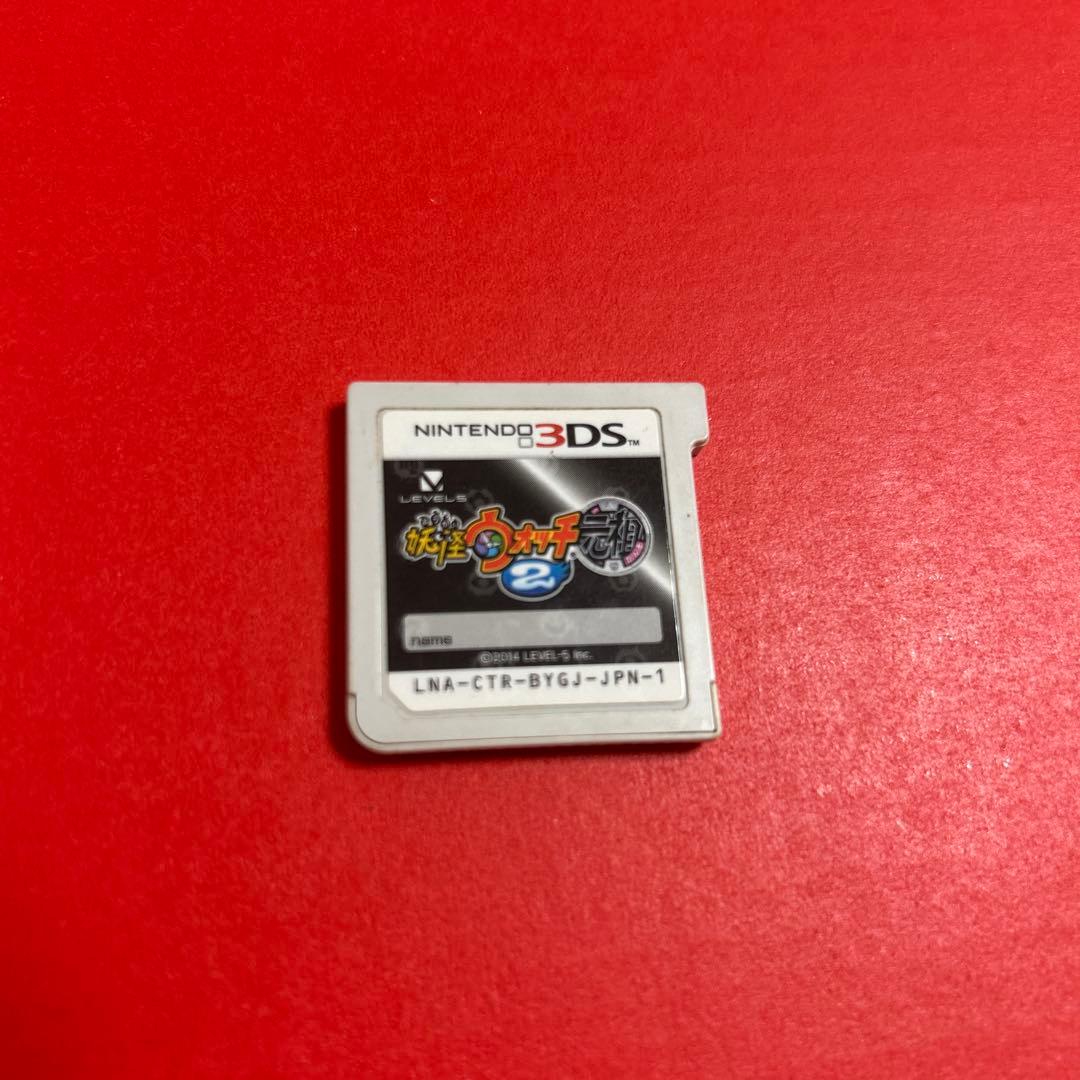 NINTENDO 3DS™
LEVEL5
妖怪ウォッチ 元祖
2
name
©2014 LEVEL-5 Inc.
LNA-CTR-BYGJ-JPN-1